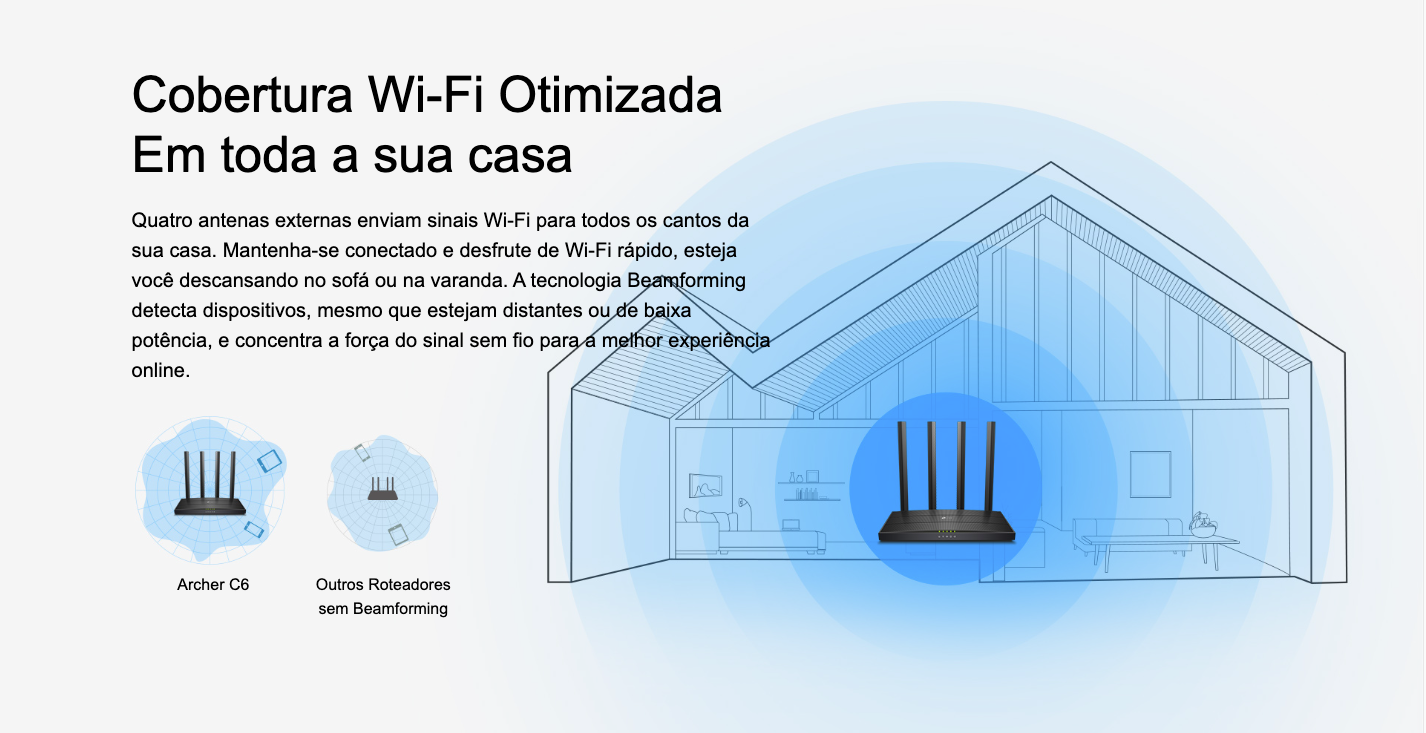 Cobertura Wi-Fi Otimizada
Em toda a sua casa
Quatro antenas externas enviam sinais Wi-Fi para todos os cantos da
sua casa. Mantenha-se conectado e desfrute de Wi-Fi rápido, esteja
você descansando no sofá ou na varanda. A tecnologia Beamforming
detecta dispositivos, mesmo que estejam distantes ou de baixa
potência, e concentra a força do sinal sem fio para a melhor experiência
online.
Archer C6
Outros Roteadores
sem Beamforming